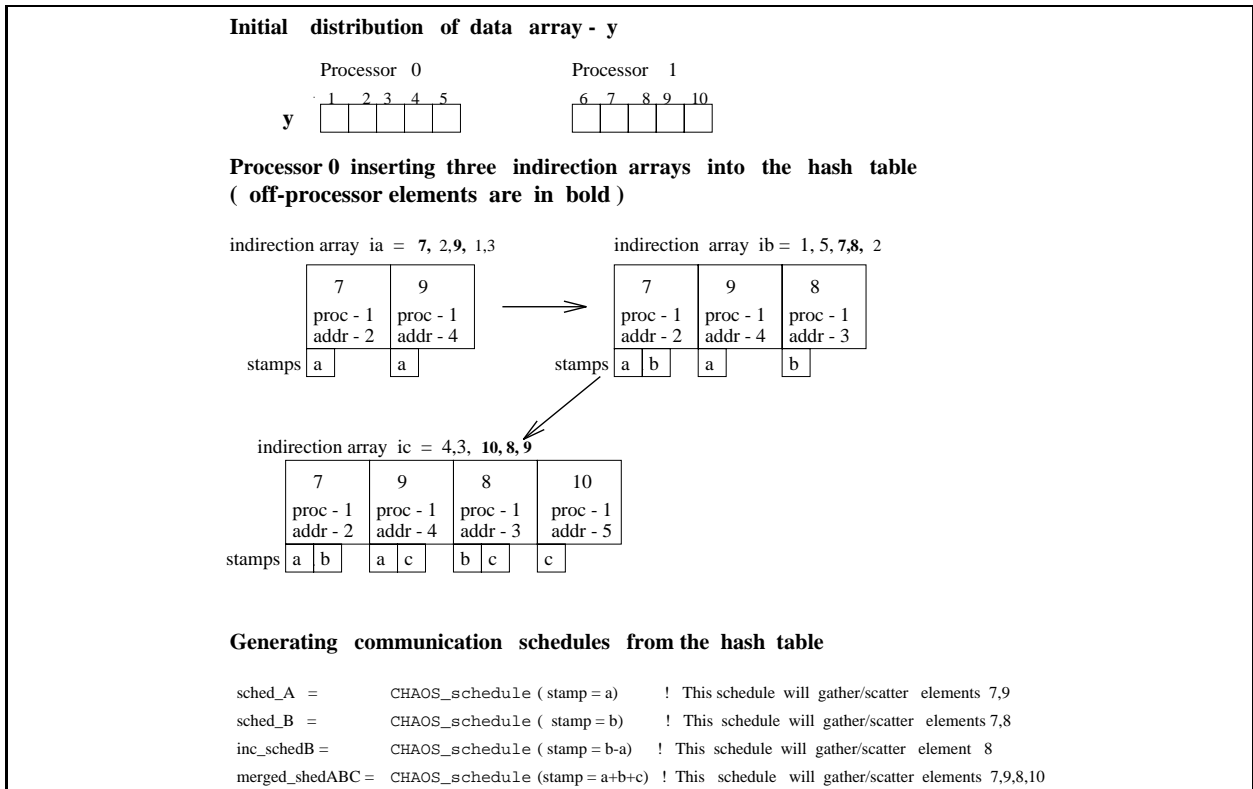 Initial distribution of data array - y
Processor 0 Processor 1
1 2 3 4 5 6 7 8 9 10
y
Processor 0 inserting three indirection arrays into the hash table
( off-processor elements are in bold )
indirection array ia = 7, 2,9, 1,3 indirection array ib = 1, 5, 7,8, 2
7 9 7 9 8
proc - 1 proc - 1 proc - 1 proc - 1 proc - 1
addr - 2 addr - 4 addr - 2 addr - 4 addr - 3
stamps a a stamps a b a b
indirection array ic = 4,3, 10, 8, 9
7 9 8 10
proc - 1 proc - 1 proc - 1 proc - 1
addr - 2 addr - 4 addr - 3 addr - 5
stamps a b a c b c c
Generating communication schedules from the hash table
sched_A = CHAOS_schedule ( stamp = a) ! This schedule will gather/scatter elements 7,9
sched_B = CHAOS_schedule ( stamp = b) ! This schedule will gather/scatter elements 7,8
inc_schedB = CHAOS_schedule ( stamp = b-a) ! This schedule will gather/scatter element 8
merged_shedABC = CHAOS_schedule (stamp = a+b+c) ! This schedule will gather/scatter elements 7,9,8,10